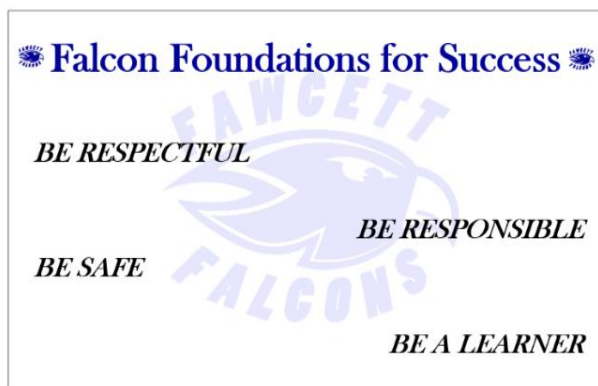 Falcon Foundations for Success
FAWCETT
BE RESPECTFUL
BE RESPONSIBLE
BE SAFE
FALCONS
BE A LEARNER